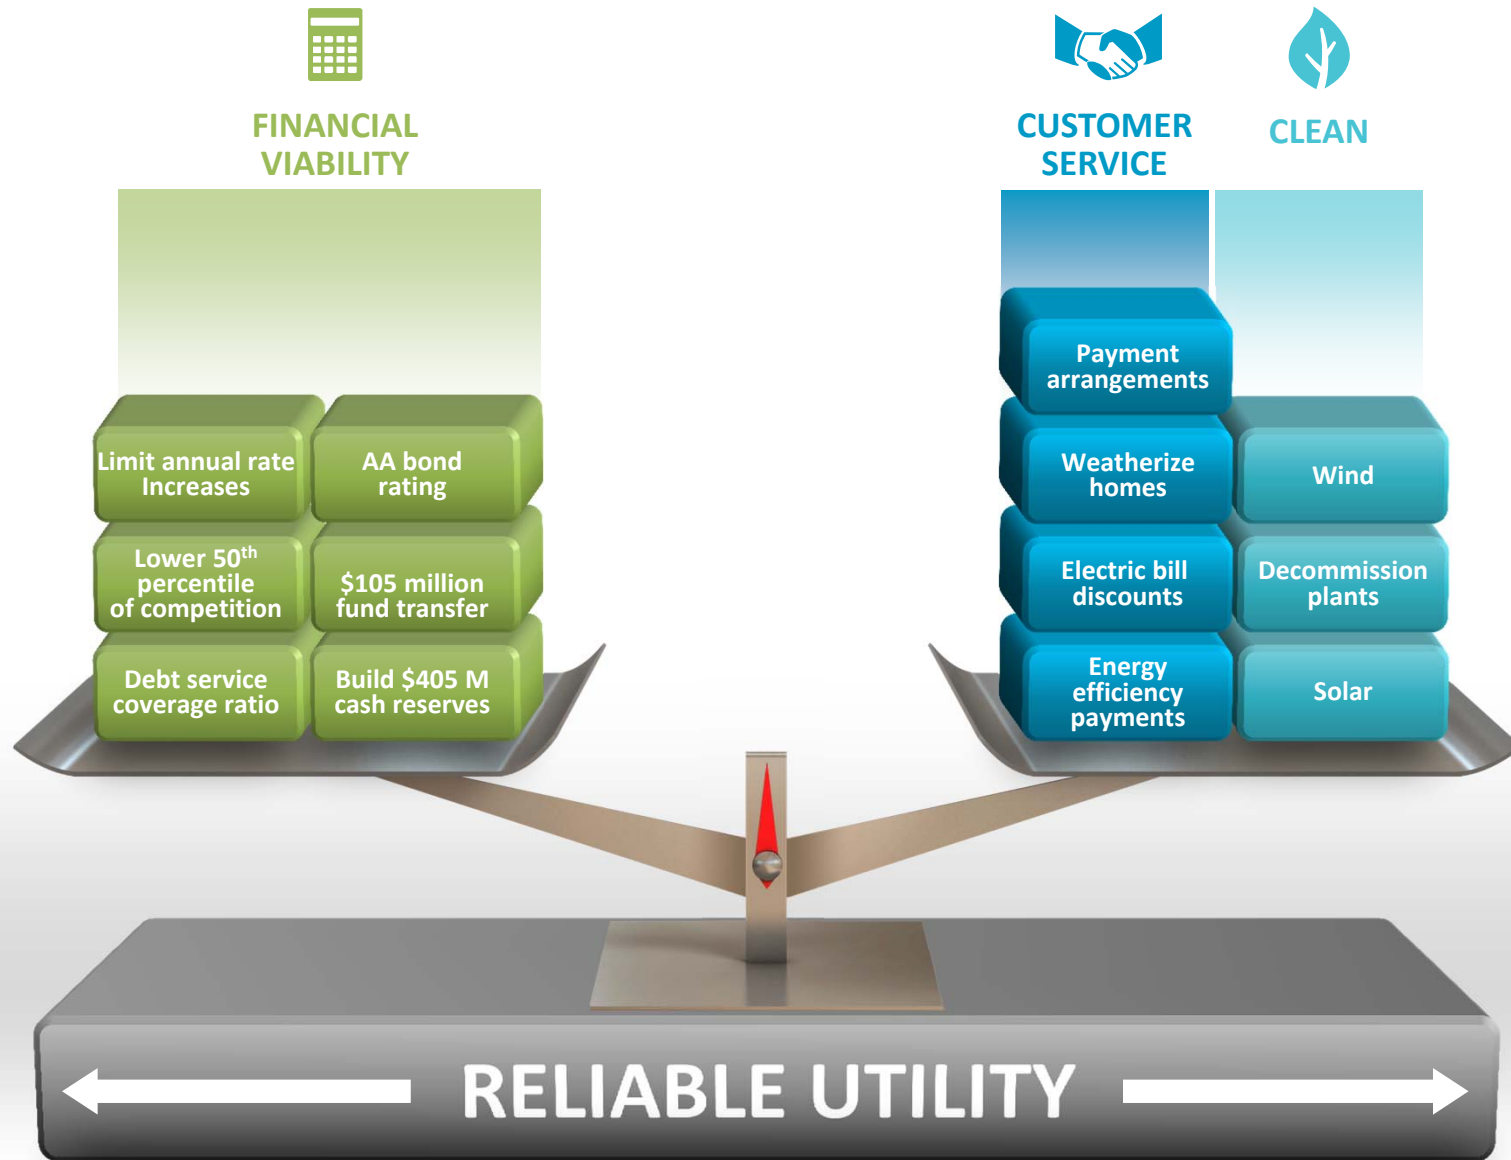 FINANCIAL
VIABILITY
CUSTOMER
SERVICE
CLEAN
Limit annual rate
Increases
AA bond
rating
Lower 50th
percentile
of competition
$105 million
fund transfer
Debt service
coverage ratio
Build $405 M
cash reserves
Payment
arrangements
Weatherize
homes
Wind
Electric bill
discounts
Decommission
plants
Energy
efficiency
payments
Solar
RELIABLE UTILITY